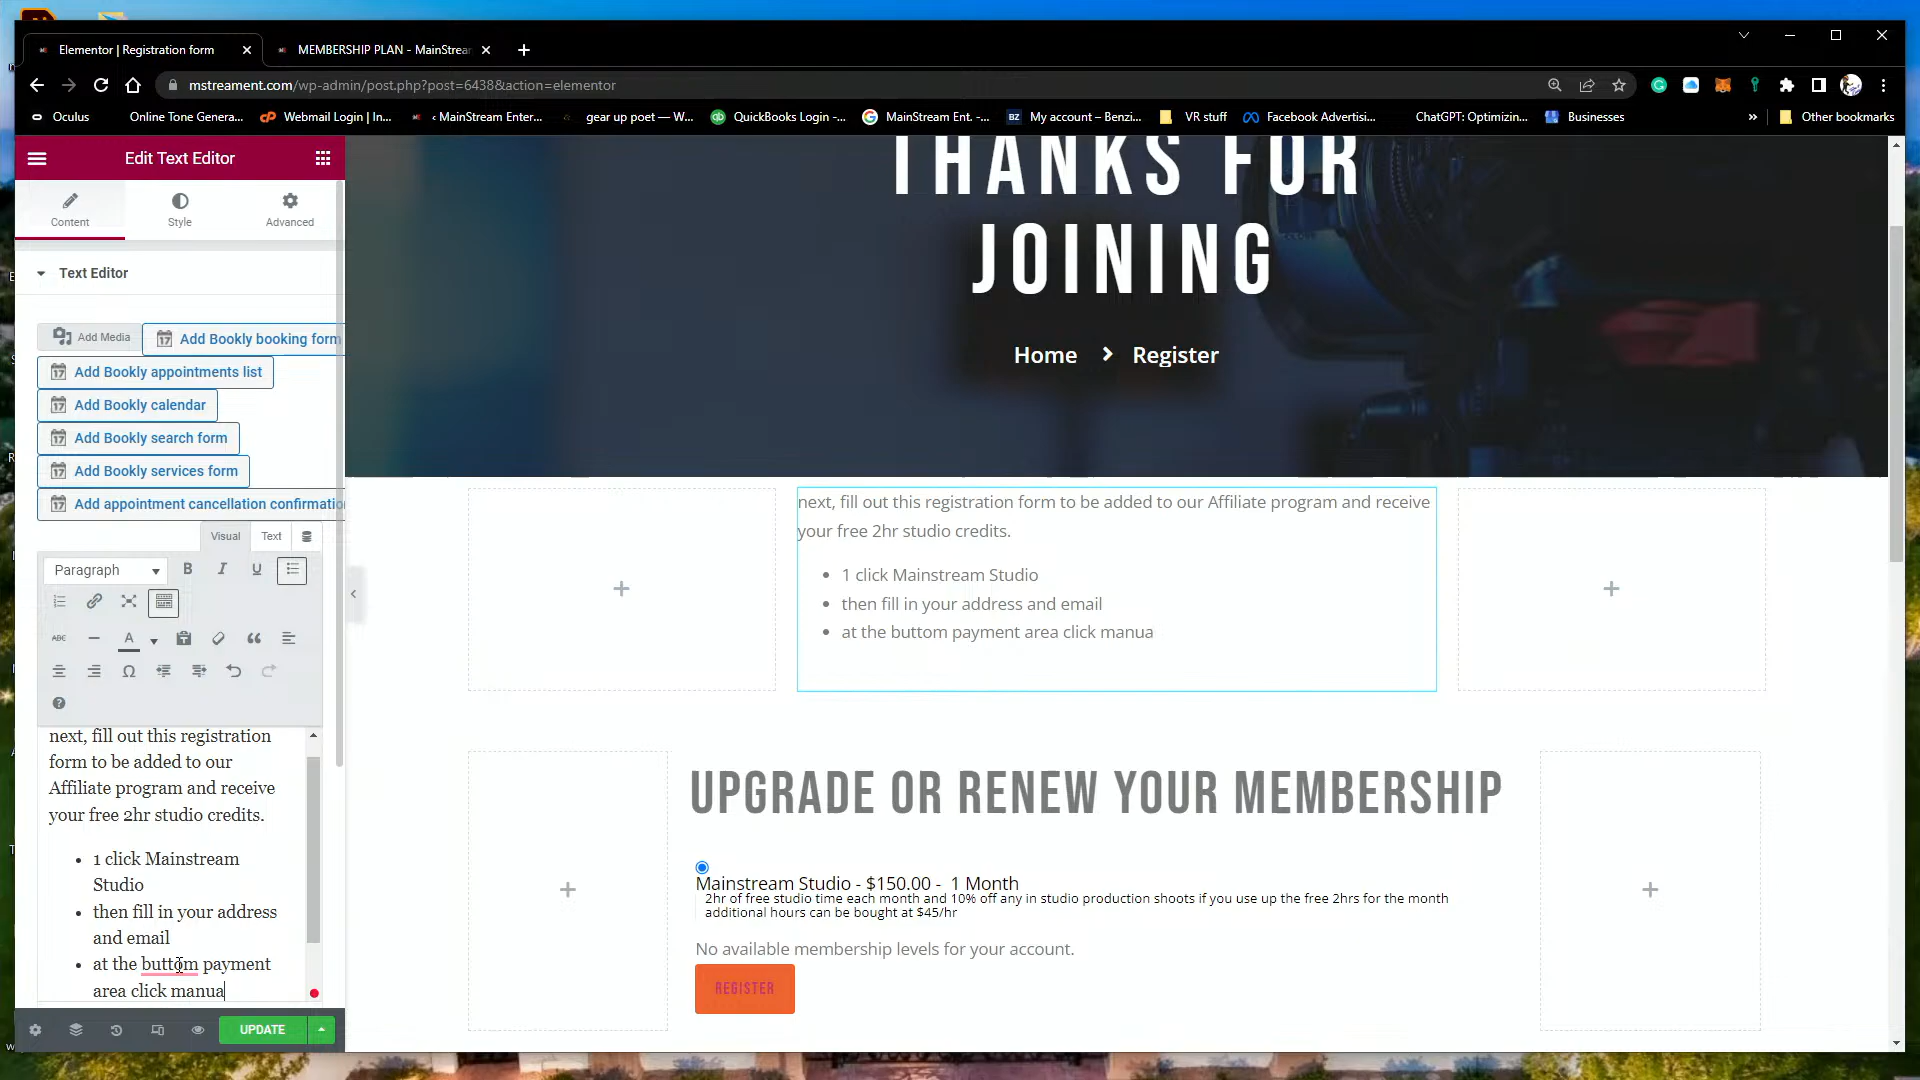 Elementor | Registration form
MEMBERSHIP PLAN - MainStrear
mstreament.com/wp-admin/post.php?post=6438&action=elementor
Oculus
Online Tone Genera...
Webmail Login | In...
‹ MainStream Enter...
gear up poet — W...
QuickBooks Login -...
MainStream Ent. -...
BZ
My account – Benzi...
VR stuff
Facebook Advertisi...
ChatGPT: Optimizin...
Businesses
»
Other bookmarks
Edit Text Editor
Content
Style
Advanced
Text Editor
Add Media
17 Add Bookly booking form
17 Add Bookly appointments list
17 Add Bookly calendar
17 Add Bookly search form
17 Add Bookly services form
17 Add appointment cancellation confirmatio
Visual
Text
Paragraph
B
I
U
ABC
A
next, fill out this registration
form to be added to our
Affiliate program and receive
your free 2hr studio credits.
• 1 click Mainstream
Studio
• then fill in your address
and email
• at the buttom payment
area click manua
UPDATE
THANKS FOR
JOINING
Home > Register
next, fill out this registration form to be added to our Affiliate program and receive
your free 2hr studio credits.
• 1 click Mainstream Studio
• then fill in your address and email
• at the buttom payment area click manua
UPGRADE OR RENEW YOUR MEMBERSHIP
Mainstream Studio - $150.00 - 1 Month
2hr of free studio time each month and 10% off any in studio production shoots if you use up the free 2hrs for the month
additional hours can be bought at $45/hr
No available membership levels for your account.
REGISTER